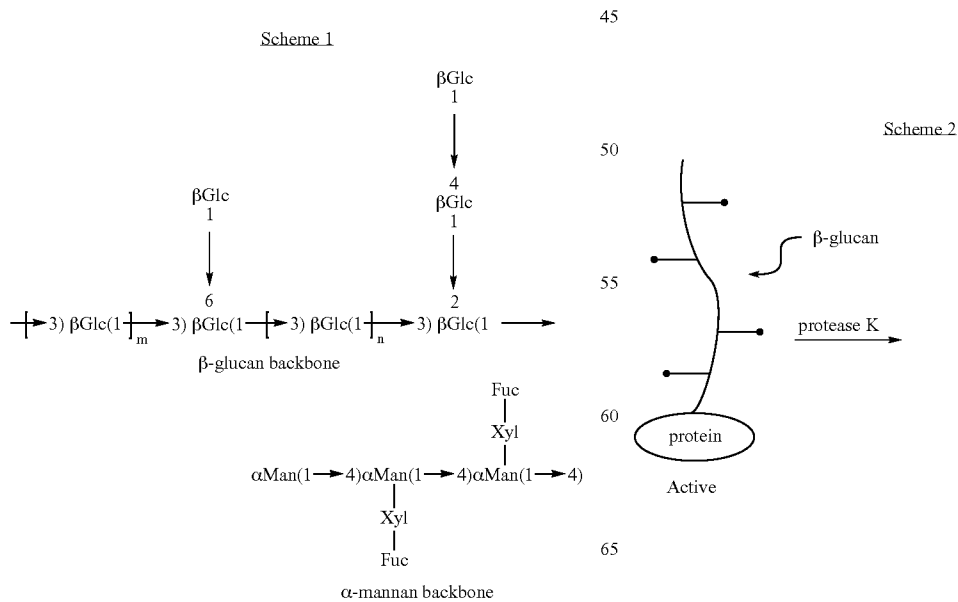 Scheme 1
βGlc
1
4
βGlc
1
βGlc
1
6
2
3) βGlc(1
m
3) βGlc(1
3) βGlc(1
n
3) βGlc(1
β-glucan backbone
Fuc
Xyl
αMan(1
4)αMan(1
4)αMan(1
4)
Xyl
Fuc
α-mannan backbone
45
50
55
60
65
Scheme 2
β-glucan
protease K
protein
Active